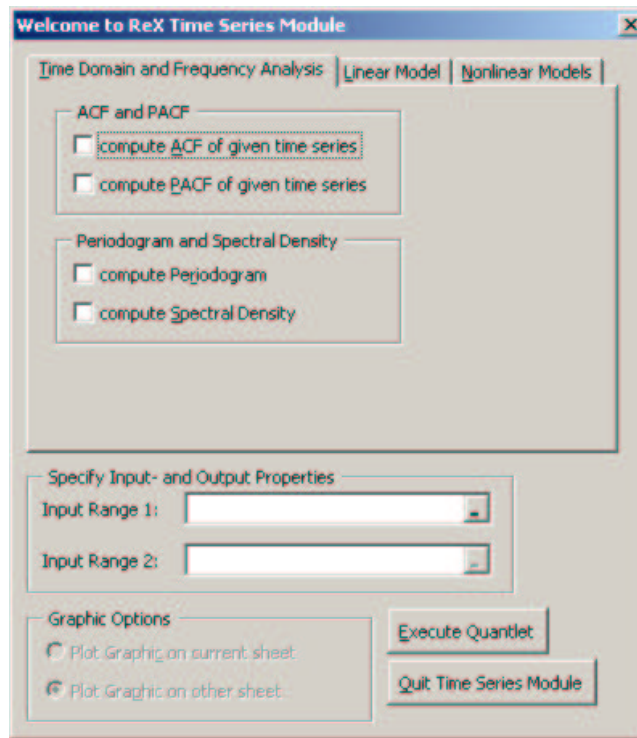 Welcome to ReX Time Series Module
Time Domain and Frequency Analysis
Linear Model
Nonlinear Models
ACF and PACF
compute ACF of given time series
compute PACF of given time series
Periodogram and Spectral Density
compute Periodogram
compute Spectral Density
Specify Input- and Output Properties
Input Range 1:
Input Range 2:
Graphic Options
Plot Graphic on current sheet
Plot Graphic on other sheet
Execute Quantlet
Quit Time Series Module